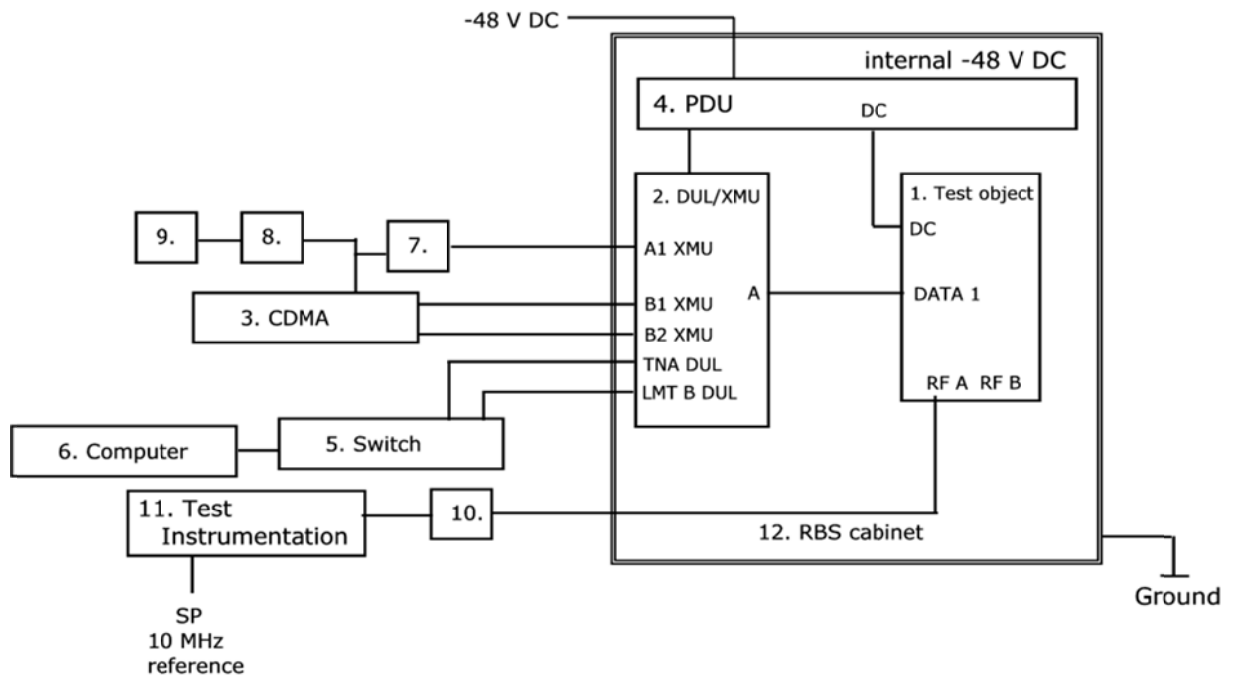 -48 V DC
internal -48 V DC
4. PDU
DC
2. DUL/XMU
1. Test object
9.
8.
7.
A1 XMU
DC
3. CDMA
B1 XMU
A
DATA 1
B2 XMU
TNA DUL
LMT B DUL
RF A RF B
6. Computer
5. Switch
11. Test
Instrumentation
10.
12. RBS cabinet
SP
10 MHz
reference
Ground